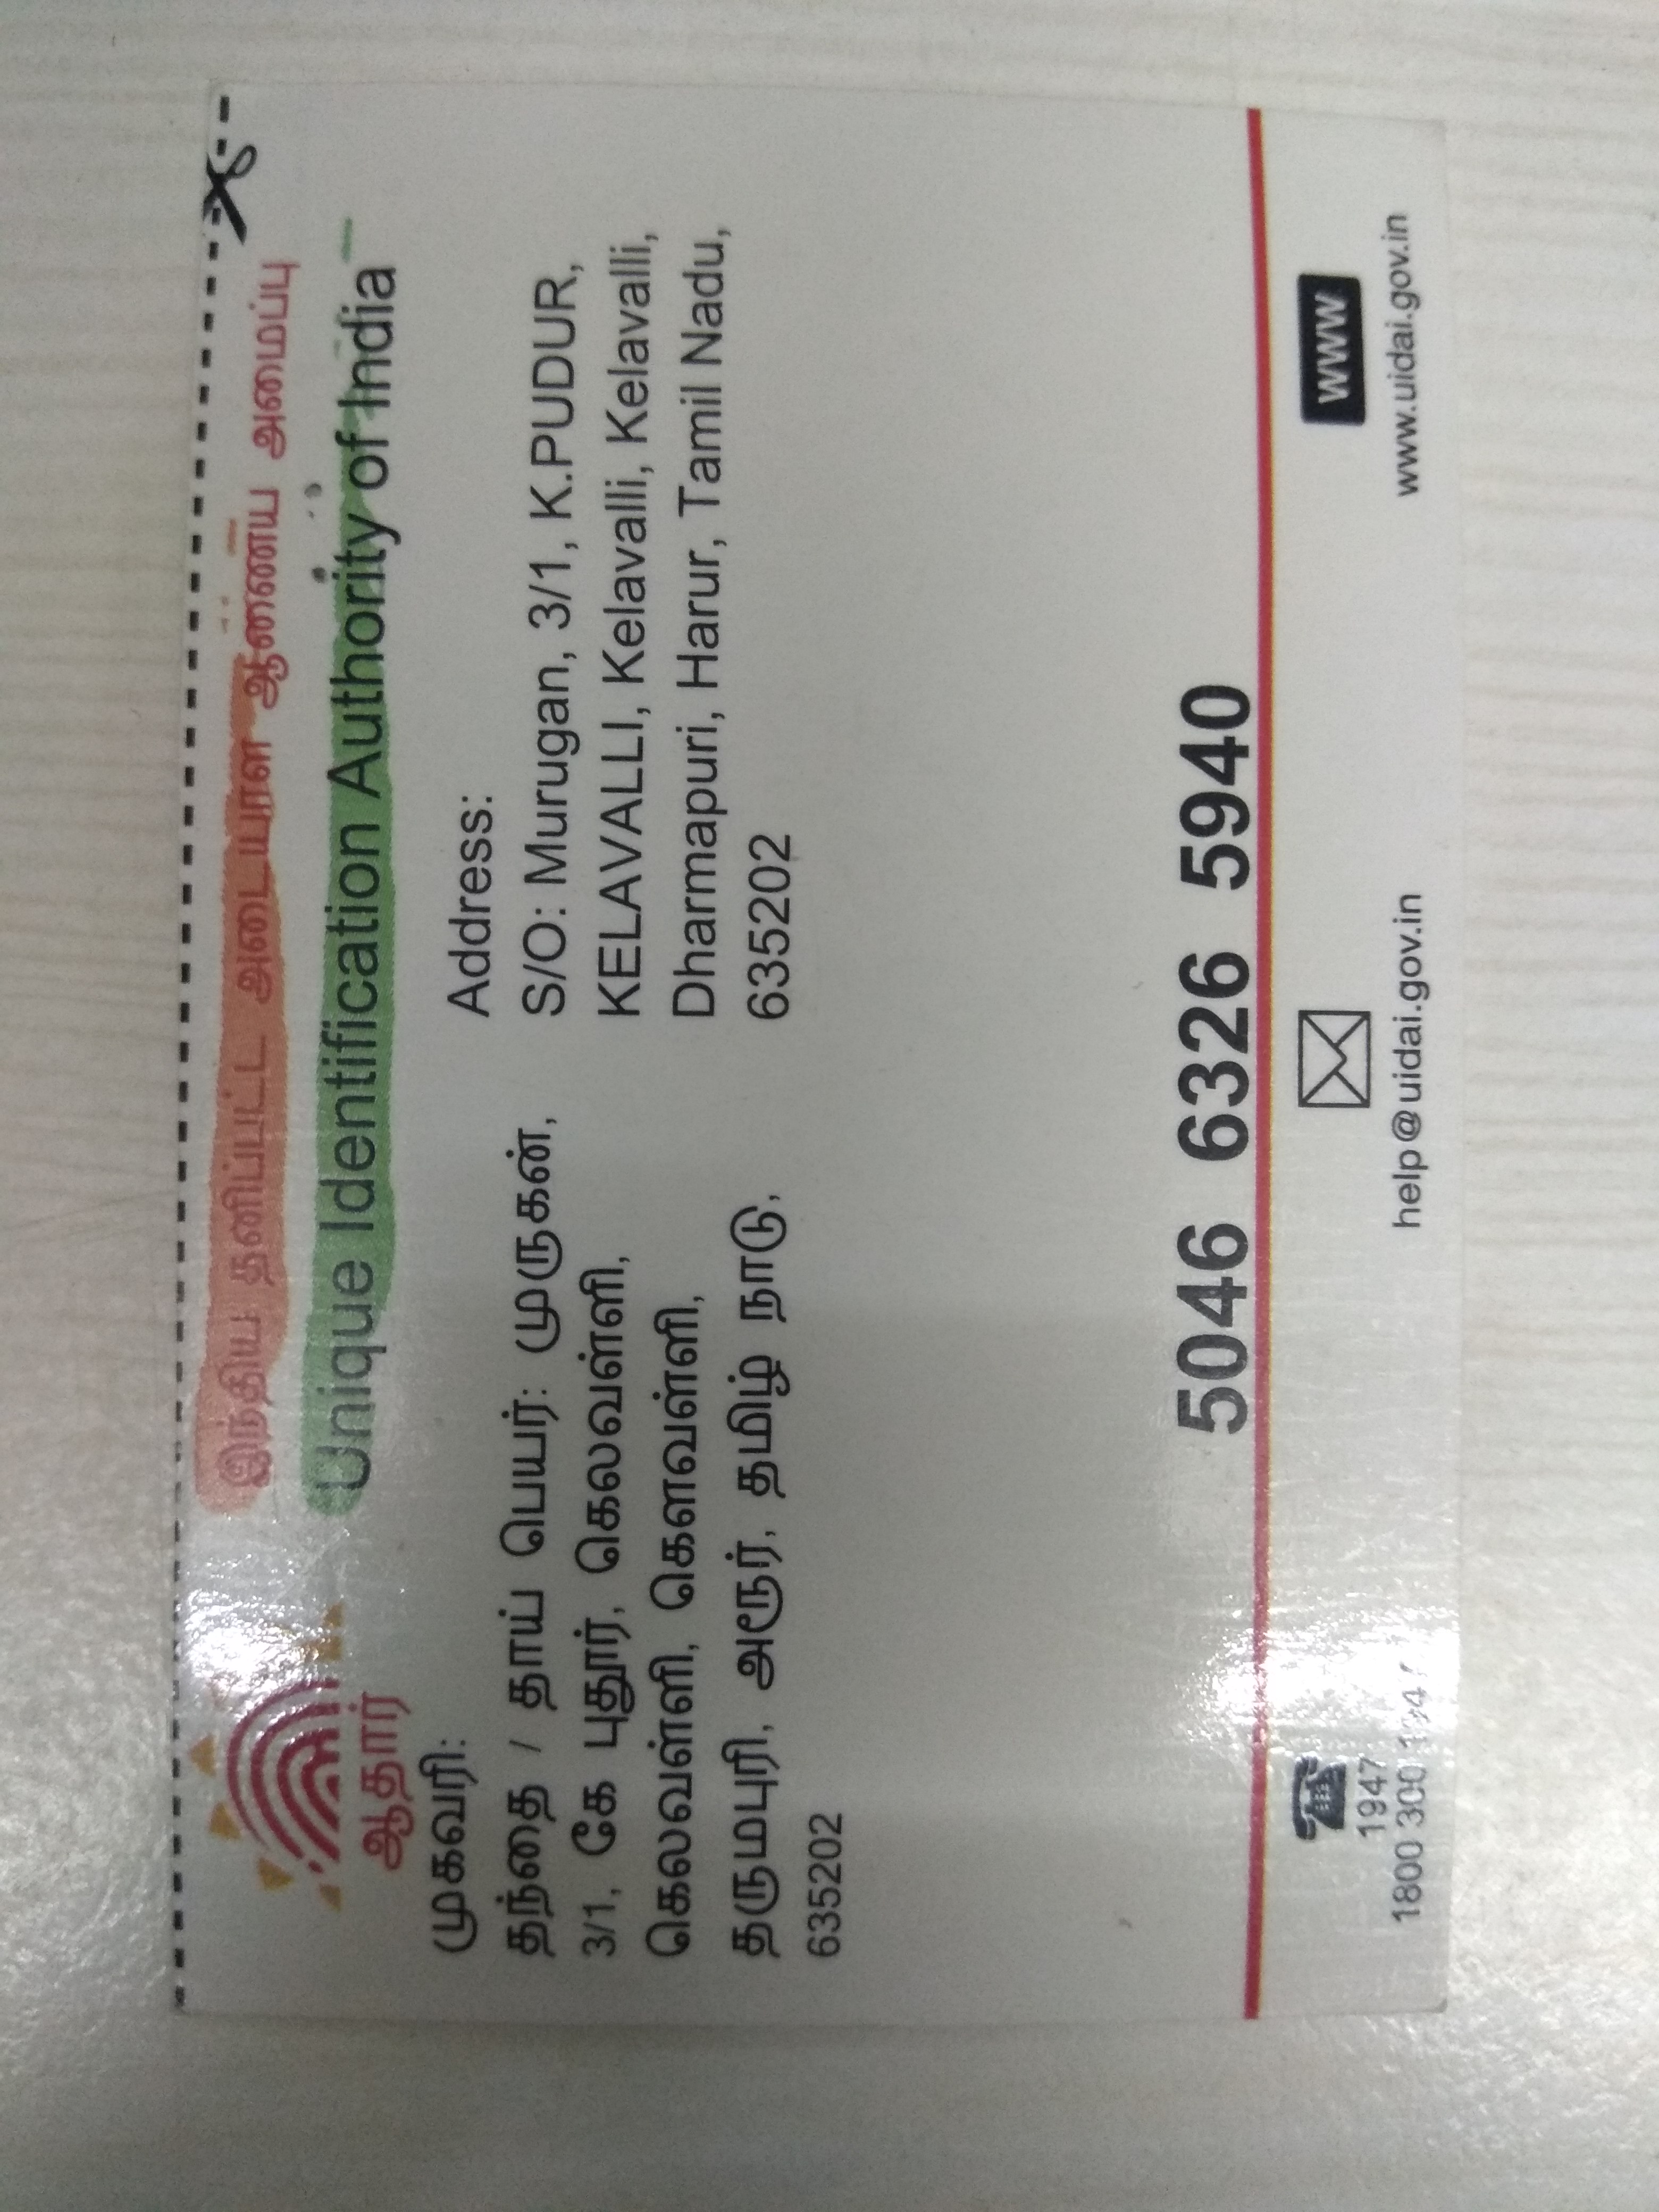 இந்திய தனிப்பட்ட அடையாள ஆணைய அமைப்பு
Unique Identification Authority of India
ஆதார்
முகவரி:
தந்தை / தாய் பெயர்: முருகன்,
3/1, கே புதூர், கெலவள்ளி,
கெலவள்ளி, கெளவள்ளி,
தருமபுரி, அரூர், தமிழ் நாடு,
635202
Address:
S/O: Murugan, 3/1, K.PUDUR,
KELAVALLI, Kelavalli, Kelavalli,
Dharmapuri, Harur, Tamil Nadu,
635202
5046 6326 5940
1947
1800 300
help@uidai.gov.in
www
www.uidai.gov.in